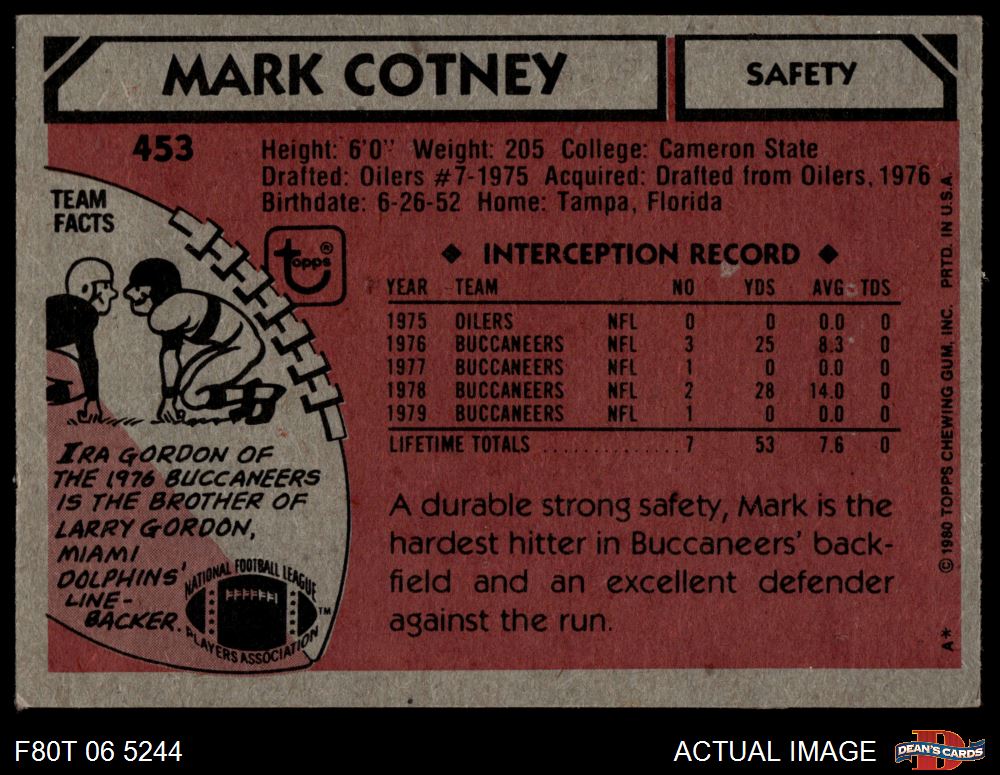 MARK COTNEY
SAFETY
453
Height: 6'0" Weight: 205 College: Cameron State
Drafted: Oilers #7-1975 Acquired: Drafted from Oilers, 1976
Birthdate: 6-26-52 Home: Tampa, Florida
TEAM
FACTS
topps®
◆ INTERCEPTION RECORD ◆
YEAR TEAM NO YDS AVG TDS
1975 OILERS NFL 0 0 0.0 0
1976 BUCCANEERS NFL 3 25 8.3 0
1977 BUCCANEERS NFL 1 0 0.0 0
1978 BUCCANEERS NFL 2 28 14.0 0
1979 BUCCANEERS NFL 1 0 0.0 0
LIFETIME TOTALS .............. 7 53 7.6 0
IRA GORDON OF
THE 1976 BUCCANEERS
IS THE BROTHER OF
LARRY GORDON,
MIAMI
DOLPHINS'
LINE-
BACKER.
NATIONAL FOOTBALL LEAGUE
PLAYERS ASSOCIATION
TM
A durable strong safety, Mark is the
hardest hitter in Buccaneers' back-
field and an excellent defender
against the run.
A* © 1980 TOPPS CHEWING GUM, INC. PRTD. IN U.S.A.
F80T 06 5244
ACTUAL IMAGE
DEAN'S CARDS